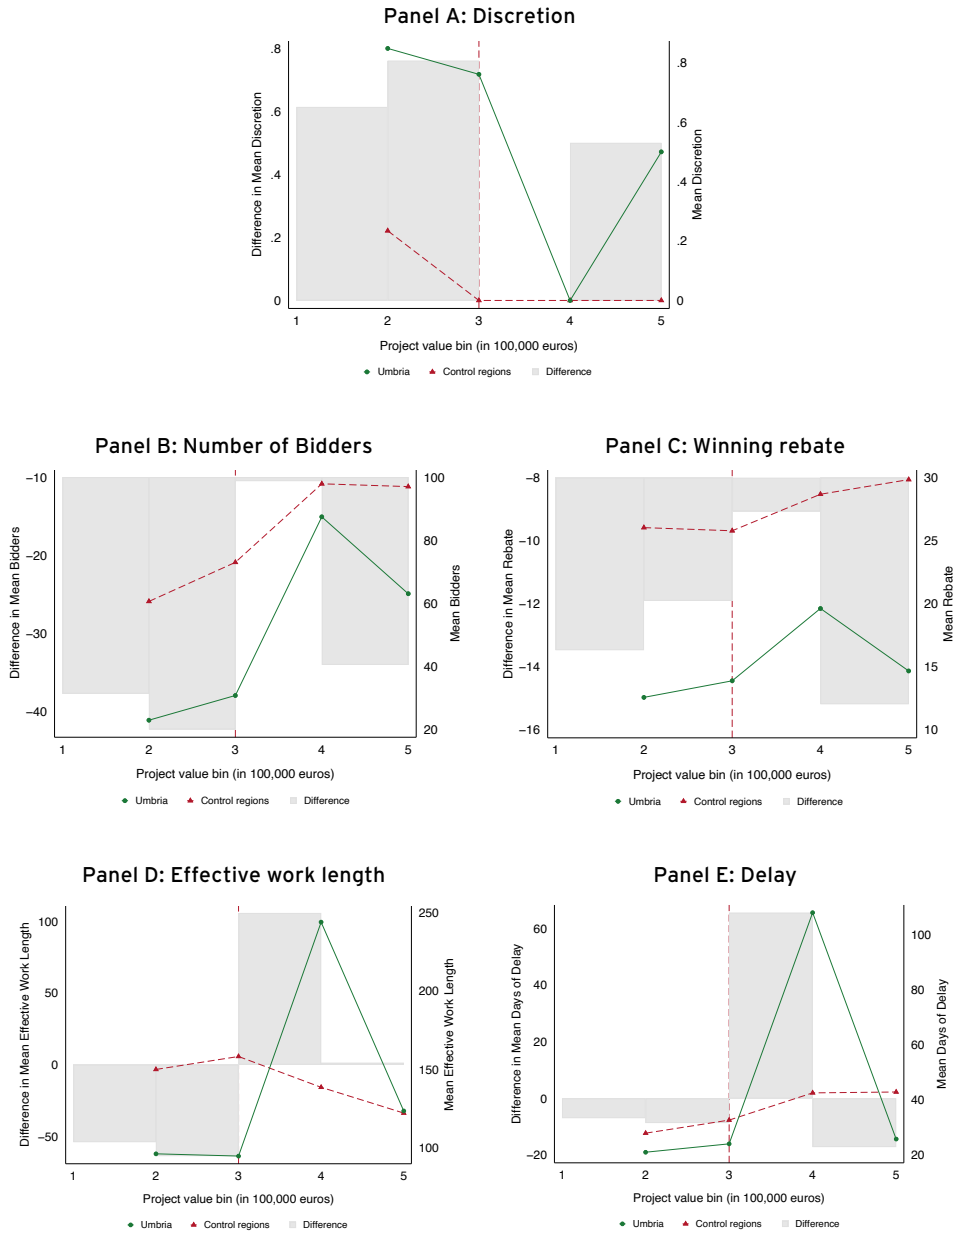 Panel A: Discretion
.8
.6
.4
.2
0
Difference in Mean Discretion
.8
.6
.4
.2
0
Mean Discretion
1 2 3 4 5
Project value bin (in 100,000 euros)
Umbria Control regions Difference
Panel B: Number of Bidders
−10
−20
−30
−40
Difference in Mean Bidders
100
80
60
40
20
Mean Bidders
1 2 3 4 5
Project value bin (in 100,000 euros)
Umbria Control regions Difference
Panel C: Winning rebate
−8
−10
−12
−14
−16
Difference in Mean Rebate
30
25
20
15
10
Mean Rebate
1 2 3 4 5
Project value bin (in 100,000 euros)
Umbria Control regions Difference
Panel D: Effective work length
100
50
0
−50
Difference in Mean Effective Work Length
250
200
150
100
Mean Effective Work Length
1 2 3 4 5
Project value bin (in 100,000 euros)
Umbria Control regions Difference
Panel E: Delay
60
40
20
0
−20
Difference in Mean Days of Delay
100
80
60
40
20
Mean Days of Delay
1 2 3 4 5
Project value bin (in 100,000 euros)
Umbria Control regions Difference